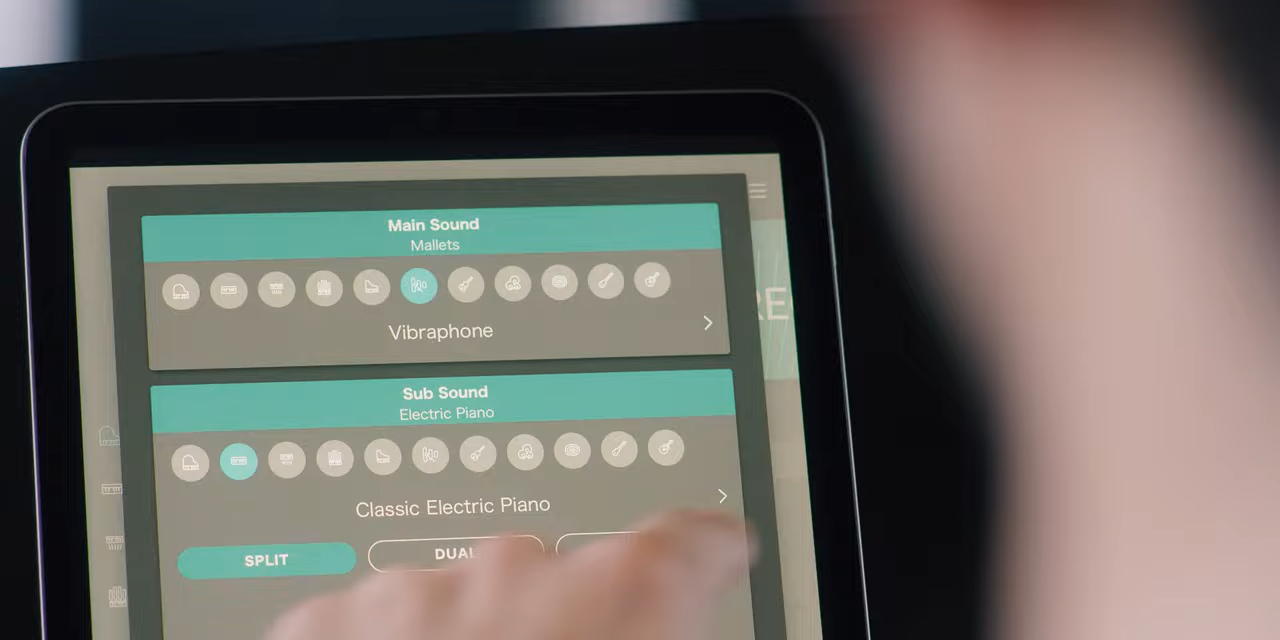 Main Sound
Mallets
Vibraphone
Sub Sound
Electric Piano
Classic Electric Piano
SPLIT
DUAL